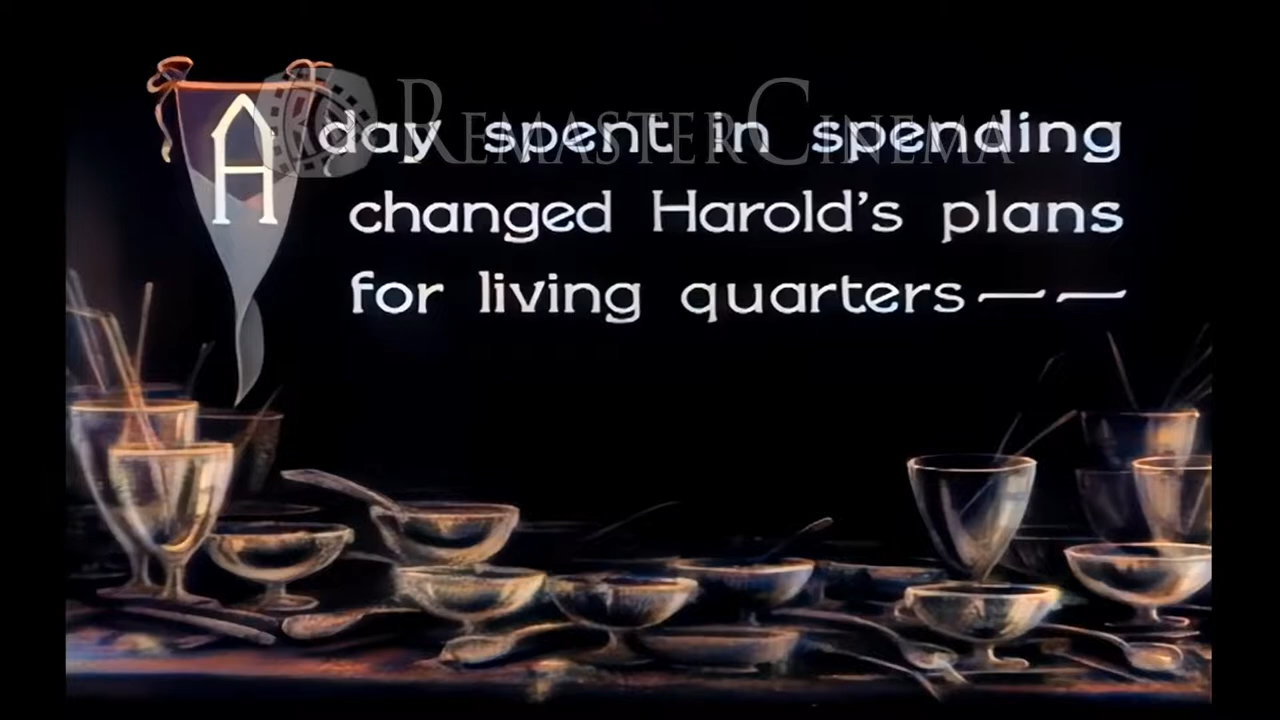 REMASTERCINEMA
A day spent in spending
changed Harold's plans
for living quarters——